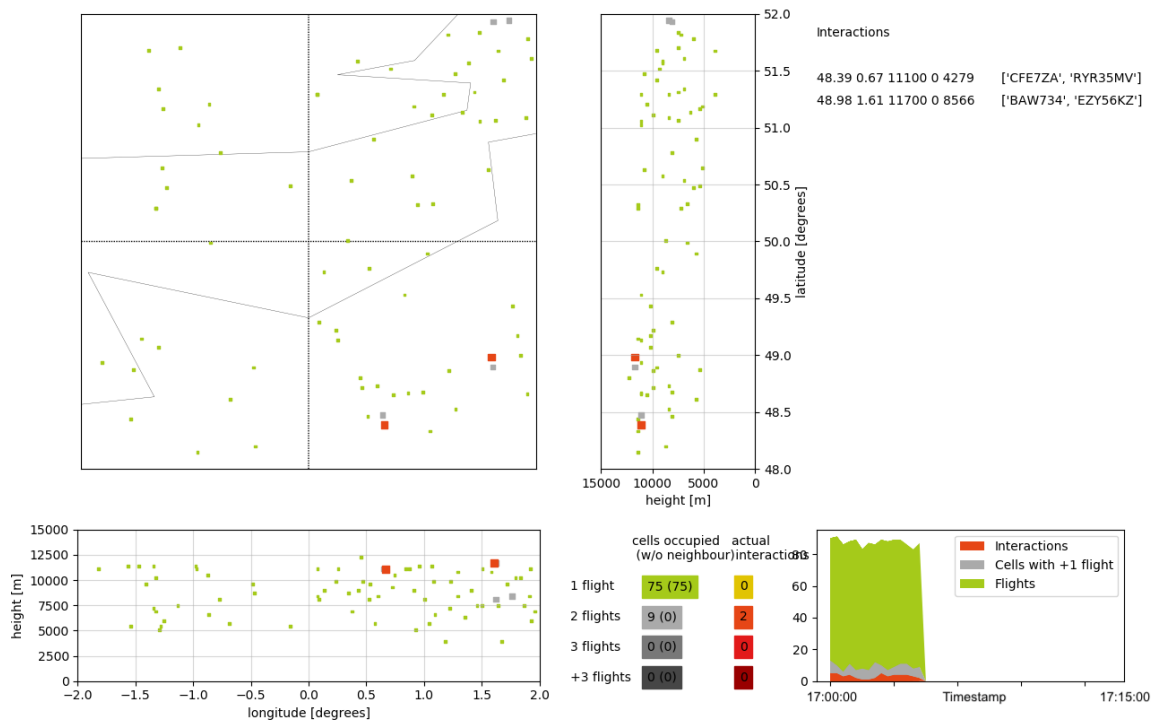 Interactions
48.39 0.67 11100 0 4279 ['CFE7ZA', 'RYR35MV']
48.98 1.61 11700 0 8566 ['BAW734', 'EZY56KZ']
52.0
51.5
51.0
50.5
50.0
49.5
49.0
48.5
48.0
latitude [degrees]
15000 10000 5000 0
height [m]
15000
12500
10000
7500
5000
2500
0
height [m]
−2.0 −1.5 −1.0 −0.5 0.0 0.5 1.0 1.5 2.0
longitude [degrees]
cells occupied actual
(w/o neighbour) interactions
1 flight 75 (75) 0
2 flights 9 (0) 2
3 flights 0 (0) 0
+3 flights 0 (0) 0
80
60
40
20
0
Interactions
Cells with +1 flight
Flights
17:00:00 Timestamp 17:15:00